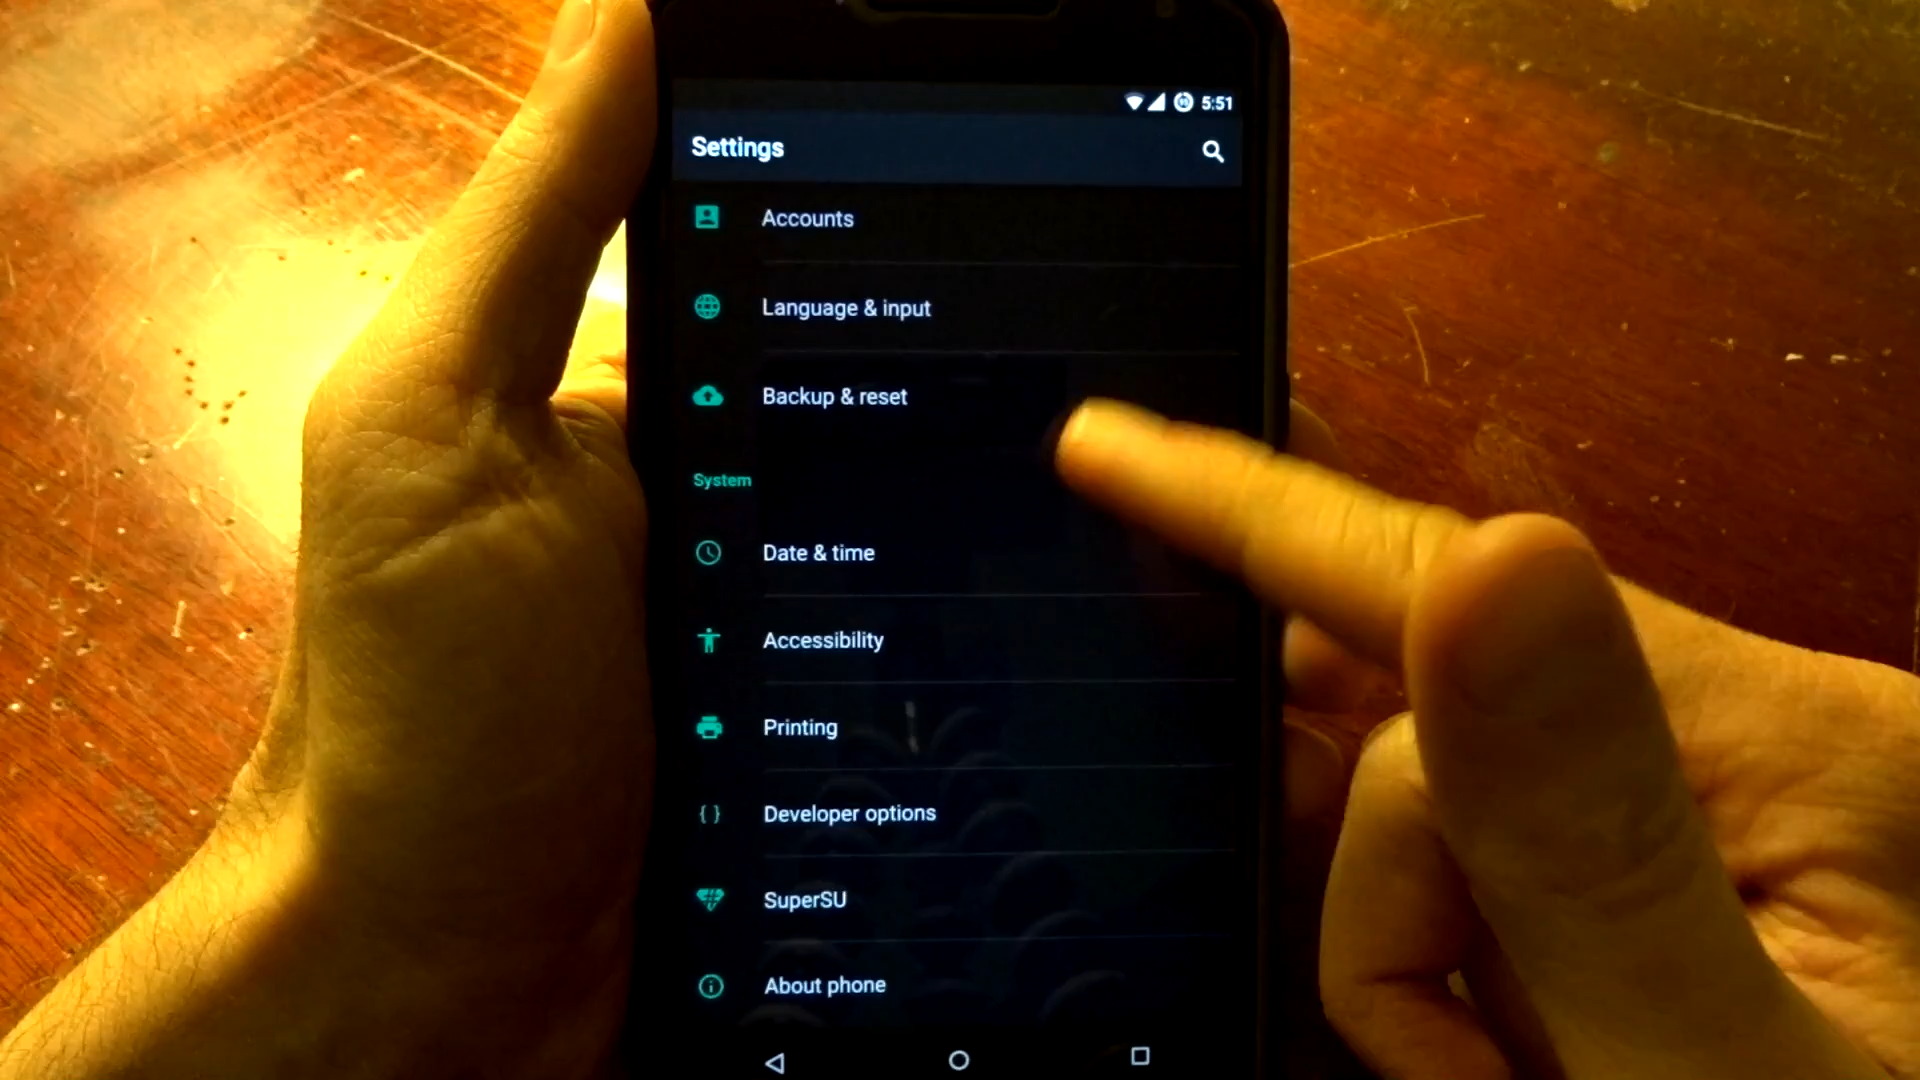 5:51
Settings
Accounts
Language & input
Backup & reset
System
Date & time
Accessibility
Printing
Developer options
SuperSU
About phone